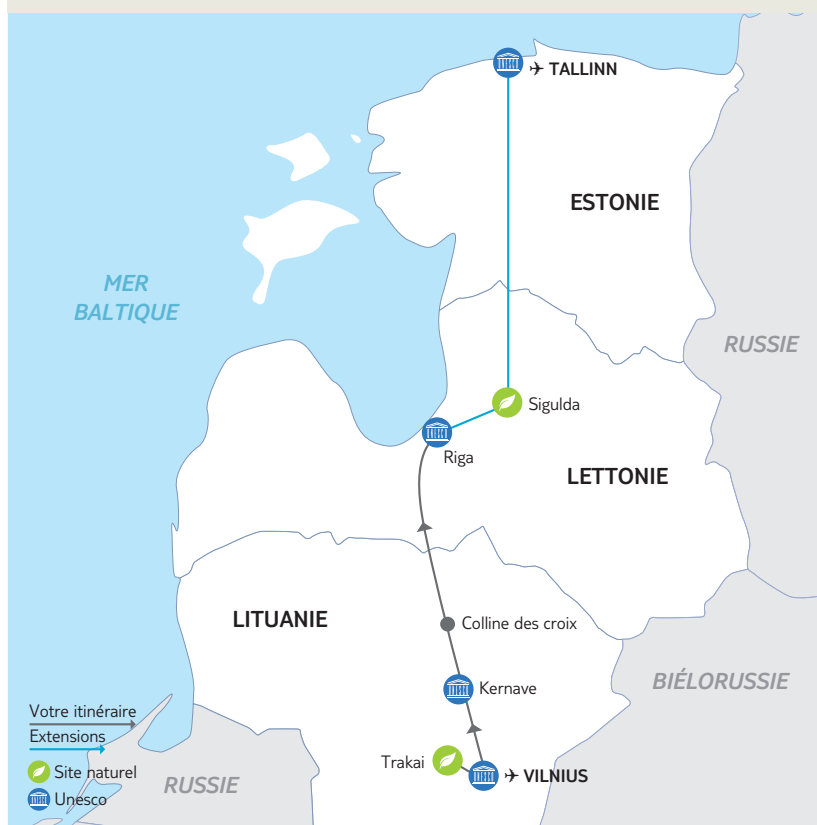 TALLINN
ESTONIE
MER
BALTIQUE
RUSSIE
Sigulda
Riga
LETTONIE
LITUANIE
Colline des croix
Kernave
BIÉLORUSSIE
Votre itinéraire
Extensions
Trakai
Site naturel
VILNIUS
RUSSIE
Unesco